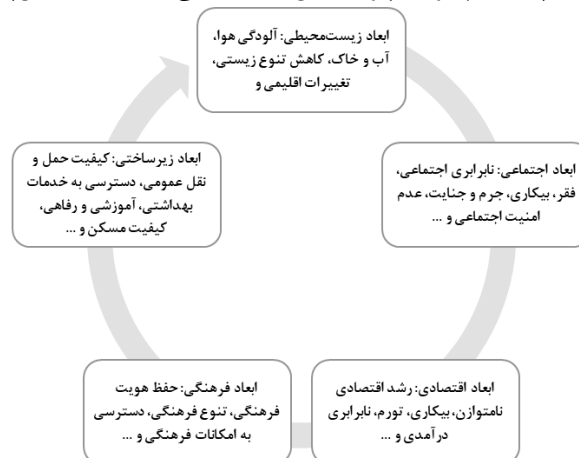 ابعاد زیست‌محیطی: آلودگی هوا،
آب و خاک، کاهش تنوع زیستی،
تغییرات اقلیمی و
ابعاد اجتماعی: نابرابری اجتماعی،
فقر، بیکاری، جرم و جنایت، عدم
امنیت اجتماعی و ...
ابعاد اقتصادی: رشد اقتصادی
نامتوازن، بیکاری، تورم، نابرابری
درآمدی و ...
ابعاد فرهنگی: حفظ هویت
فرهنگی، تنوع فرهنگی، دسترسی
به امکانات فرهنگی و ...
ابعاد زیرساختی: کیفیت حمل و
نقل عمومی، دسترسی به خدمات
بهداشتی، آموزشی و رفاهی،
کیفیت مسکن و ...